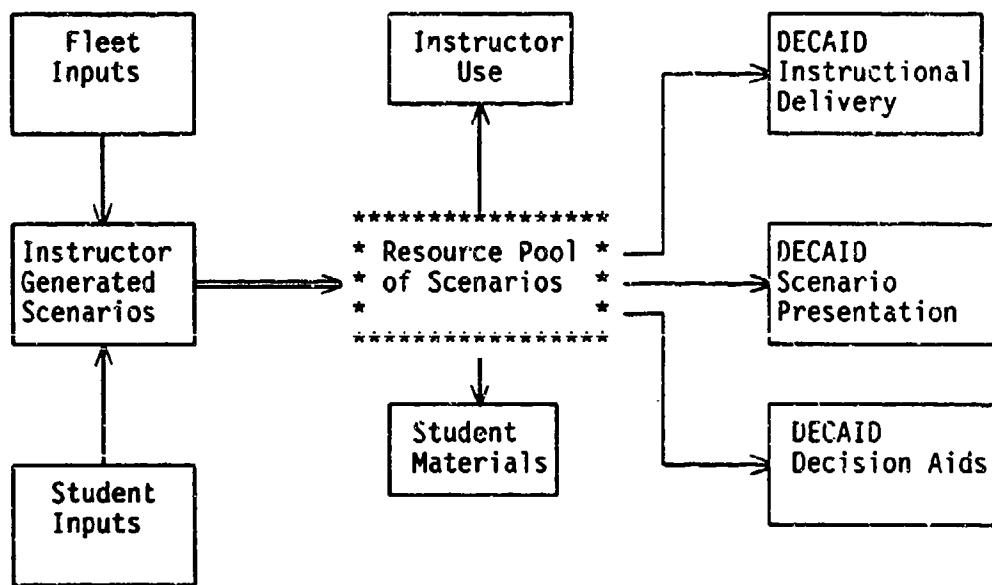 Fleet
Inputs
Instructor
Use
DECAID
Instructional
Delivery
Instructor
Generated
Scenarios
*****************
* Resource Pool *
* of Scenarios *
* *
*****************
DECAID
Scenario
Presentation
Student
Inputs
Student
Materials
DECAID
Decision Aids